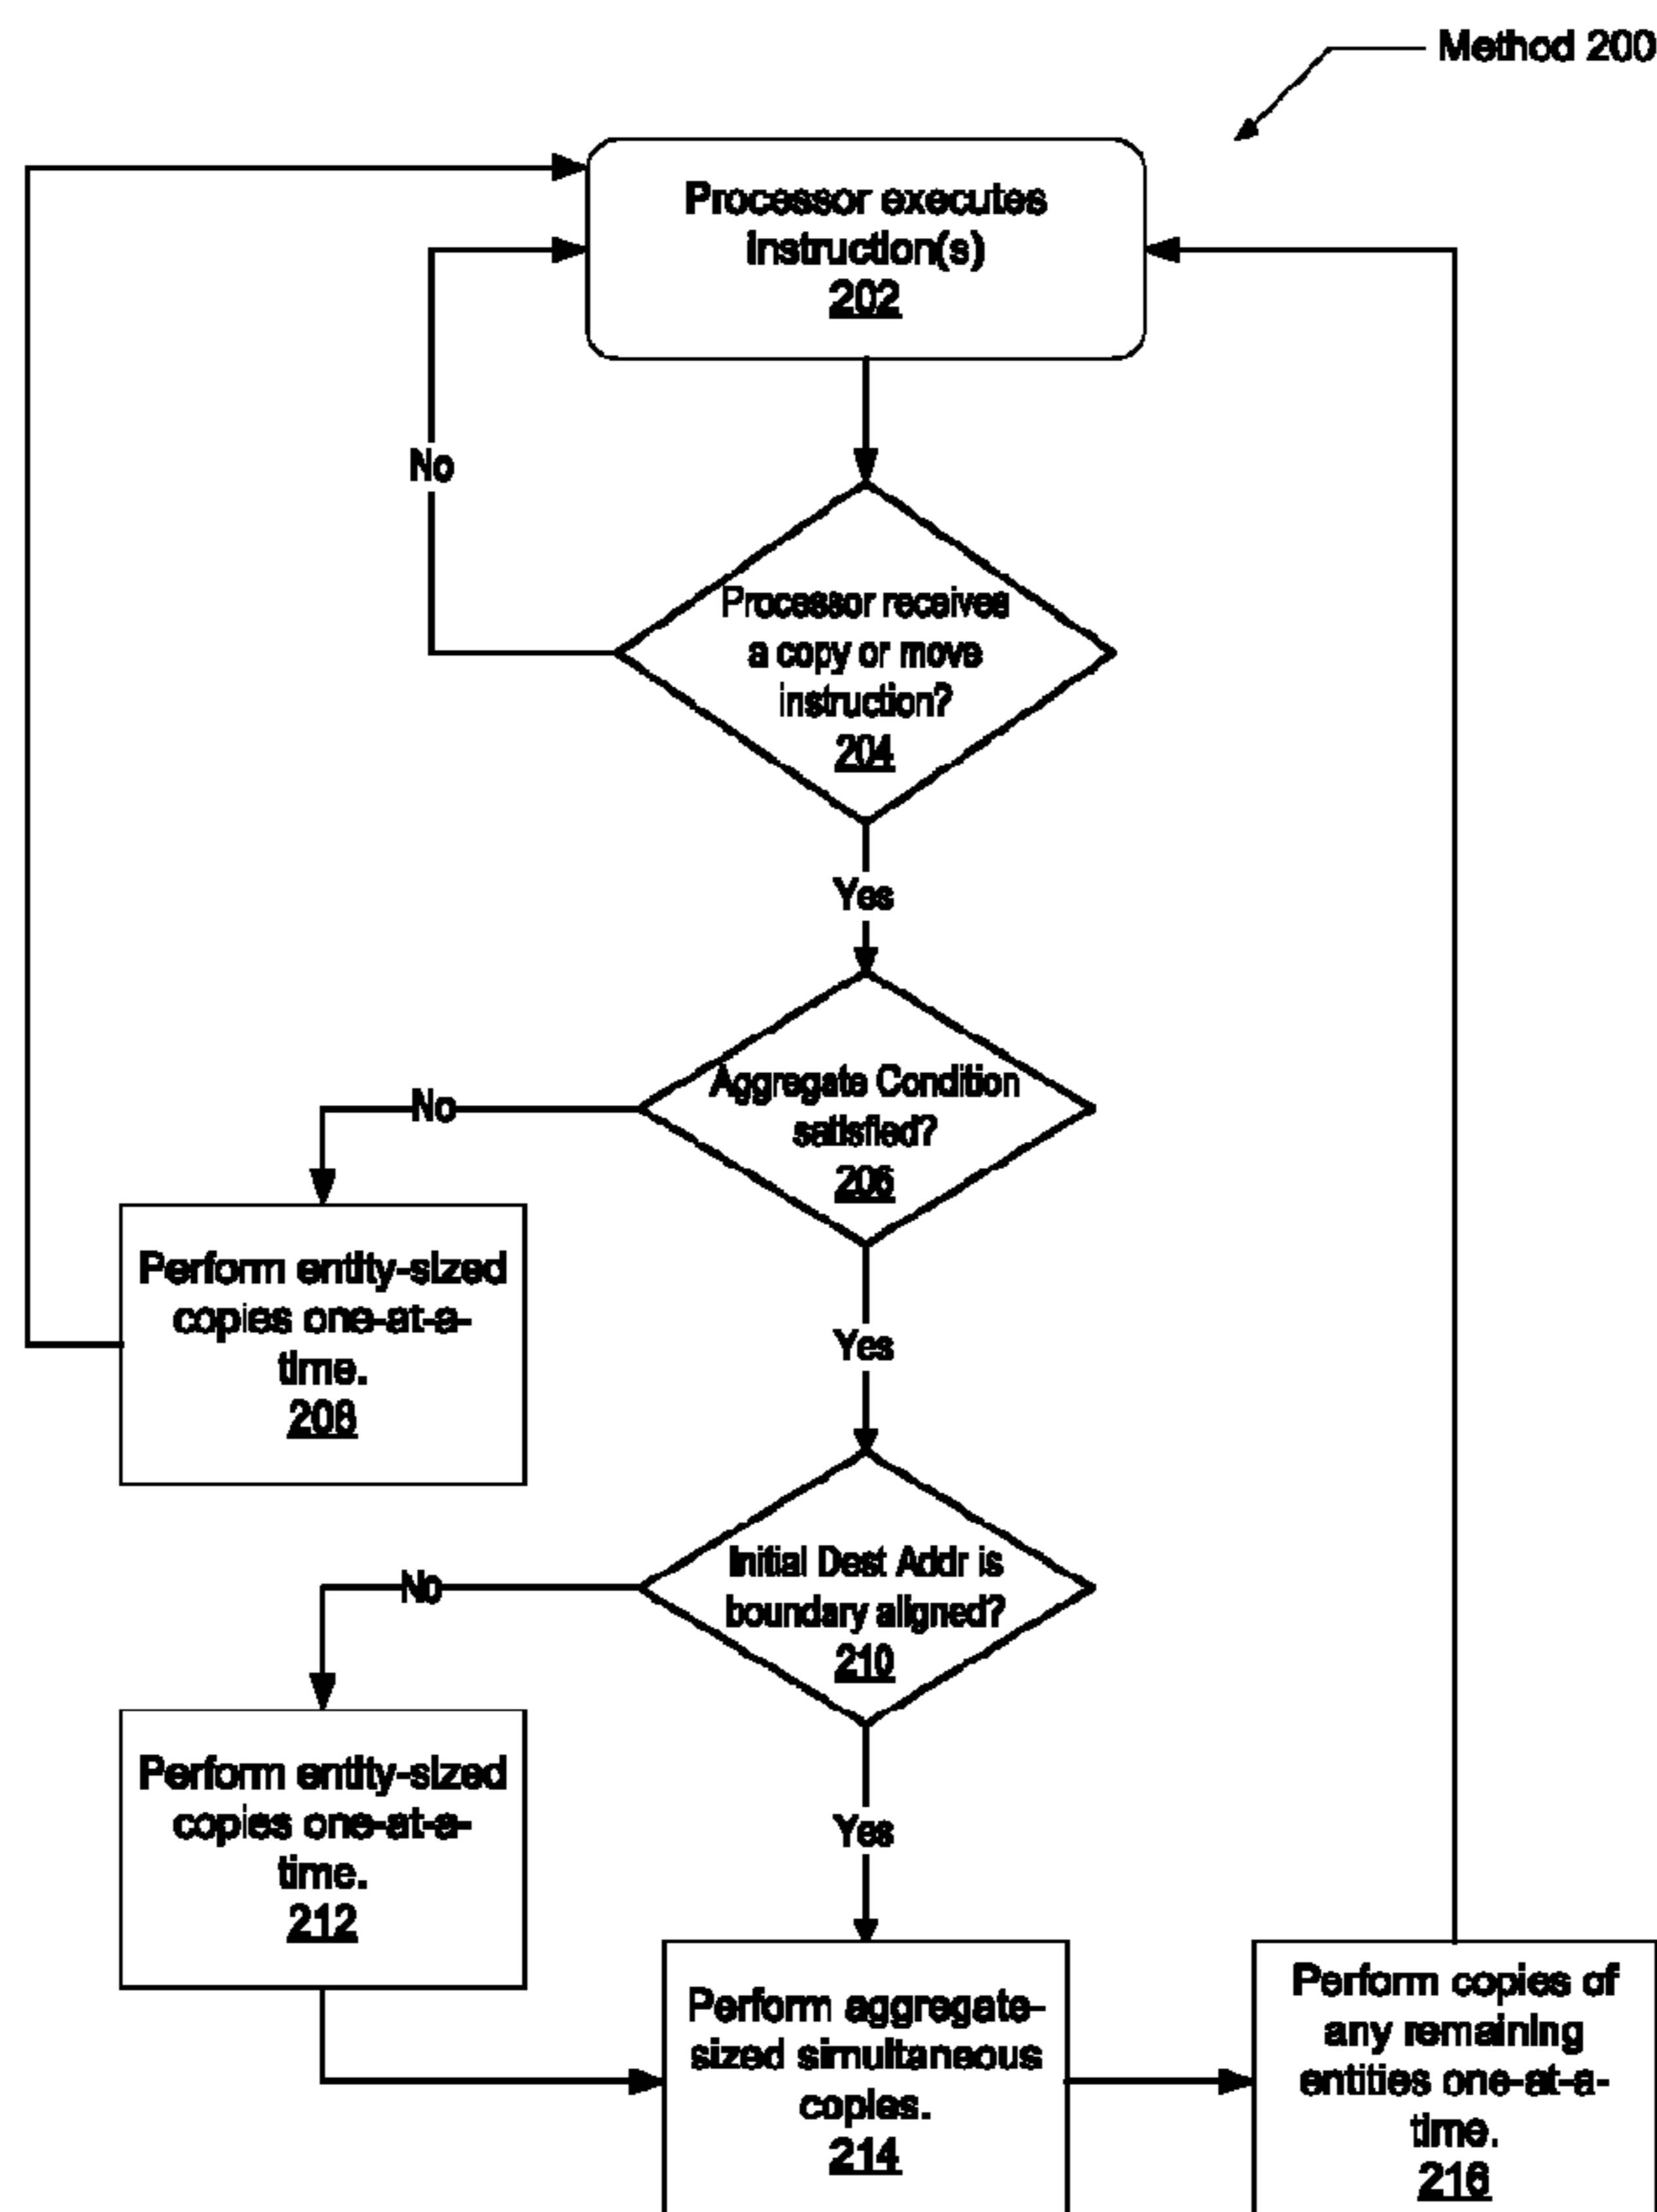 Method 200
Processor executes
instruction(s)
202
No
Processor receives
a copy or move
instruction?
204
Yes
Aggregate Condition
satisfied?
206
No
Perform entity-sized
copies one-at-a-
time.
208
Yes
Initial Dest Addr is
boundary aligned?
210
No
Perform entity-sized
copies one-at-a-
time.
212
Yes
Perform aggregate-
sized simultaneous
copies.
214
Perform copies of
any remaining
entities one-at-a-
time.
216